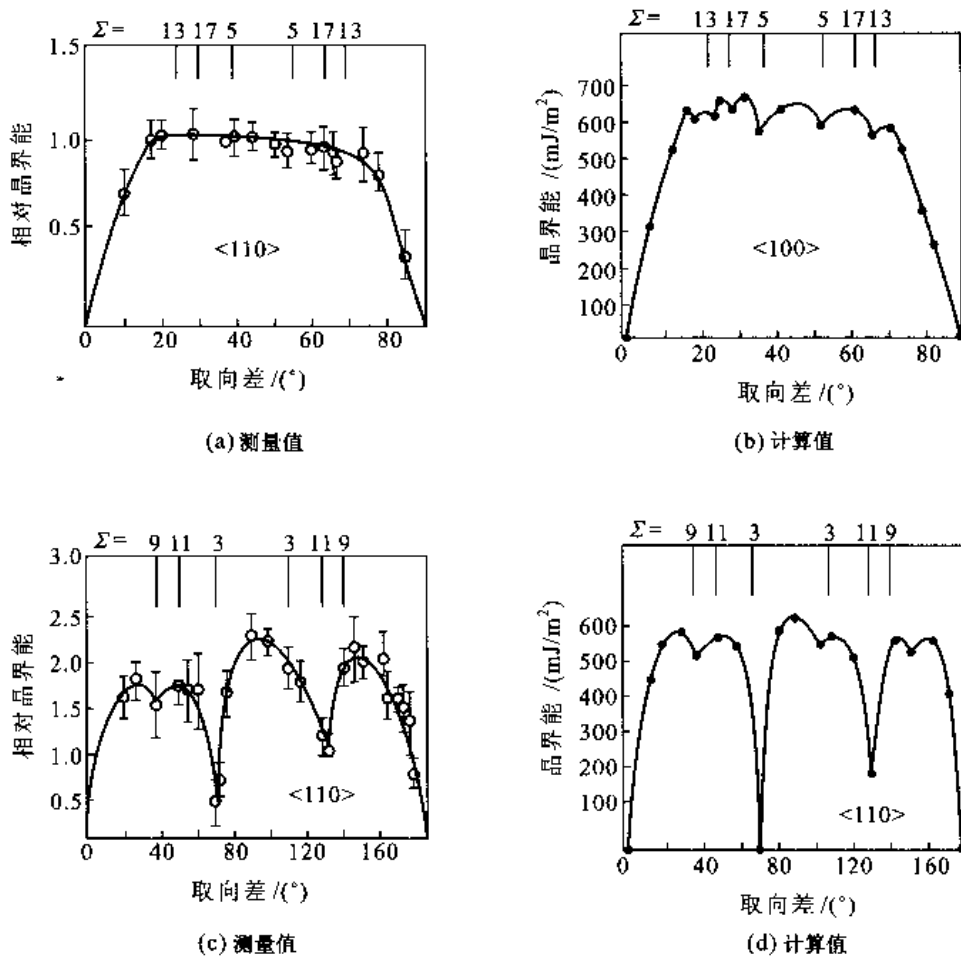 Σ= 13 17 5 5 17 13
1.5
1.0
0.5
相对晶界能
<110>
0 20 40 60 80
取向差/(°)
(a) 测量值
Σ= 13 17 5 5 17 13
700
600
500
400
300
200
100
晶界能/(mJ/m²)
<100>
0 20 40 60 80
取向差/(°)
(b) 计算值
Σ= 9 11 3 3 11 9
3.0
2.5
2.0
1.5
1.0
0.5
相对晶界能
<110>
0 40 80 120 160
取向差/(°)
(c) 测量值
Σ= 9 11 3 3 11 9
600
500
400
300
200
100
晶界能/(mJ/m²)
<110>
0 40 80 120 160
取向差/(°)
(d) 计算值